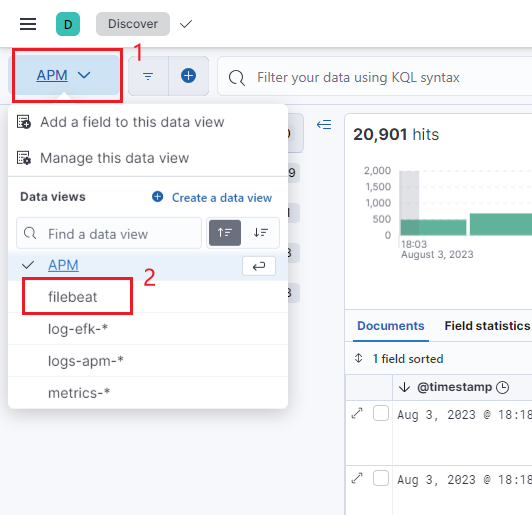 D Discover
1
APM
Filter your data using KQL syntax
Add a field to this data view
Manage this data view
Data views
Create a data view
Find a data view
APM
2
filebeat
log-efk-*
logs-apm-*
metrics-*
20,901 hits
2,000
1,500
1,000
500
0
18:03
August 3, 2023
Documents Field statistics
1 field sorted
@timestamp
Aug 3, 2023 @ 18:18
Aug 3, 2023 @ 18:18